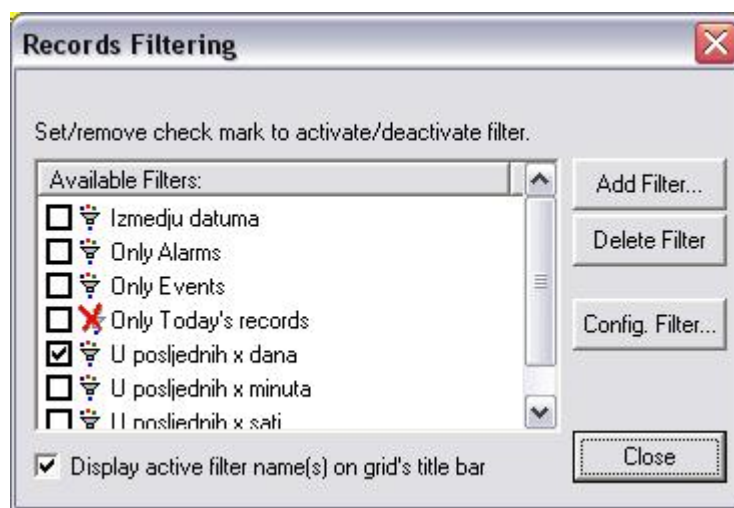 Records Filtering
Set/remove check mark to activate/deactivate filter.
Available Filters:
Izmedju datuma
Only Alarms
Only Events
Only Today's records
U posljednih x dana
U posljednih x minuta
U posljednih x sati
Add Filter...
Delete Filter
Config. Filter...
Display active filter name(s) on grid's title bar
Close